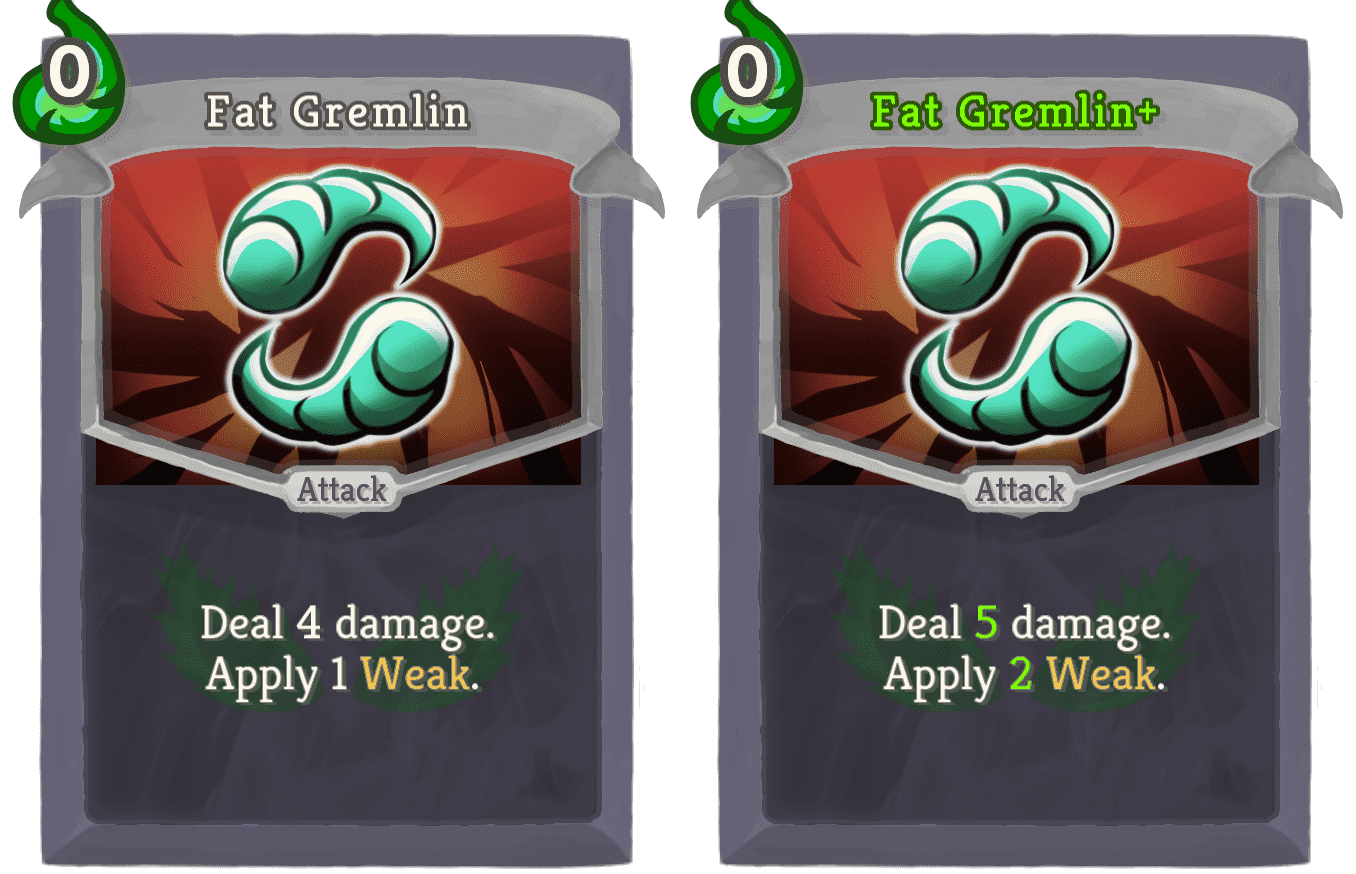 0
Fat Gremlin
Attack
Deal 4 damage.
Apply 1 Weak.
0
Fat Gremlin+
Attack
Deal 5 damage.
Apply 2 Weak.